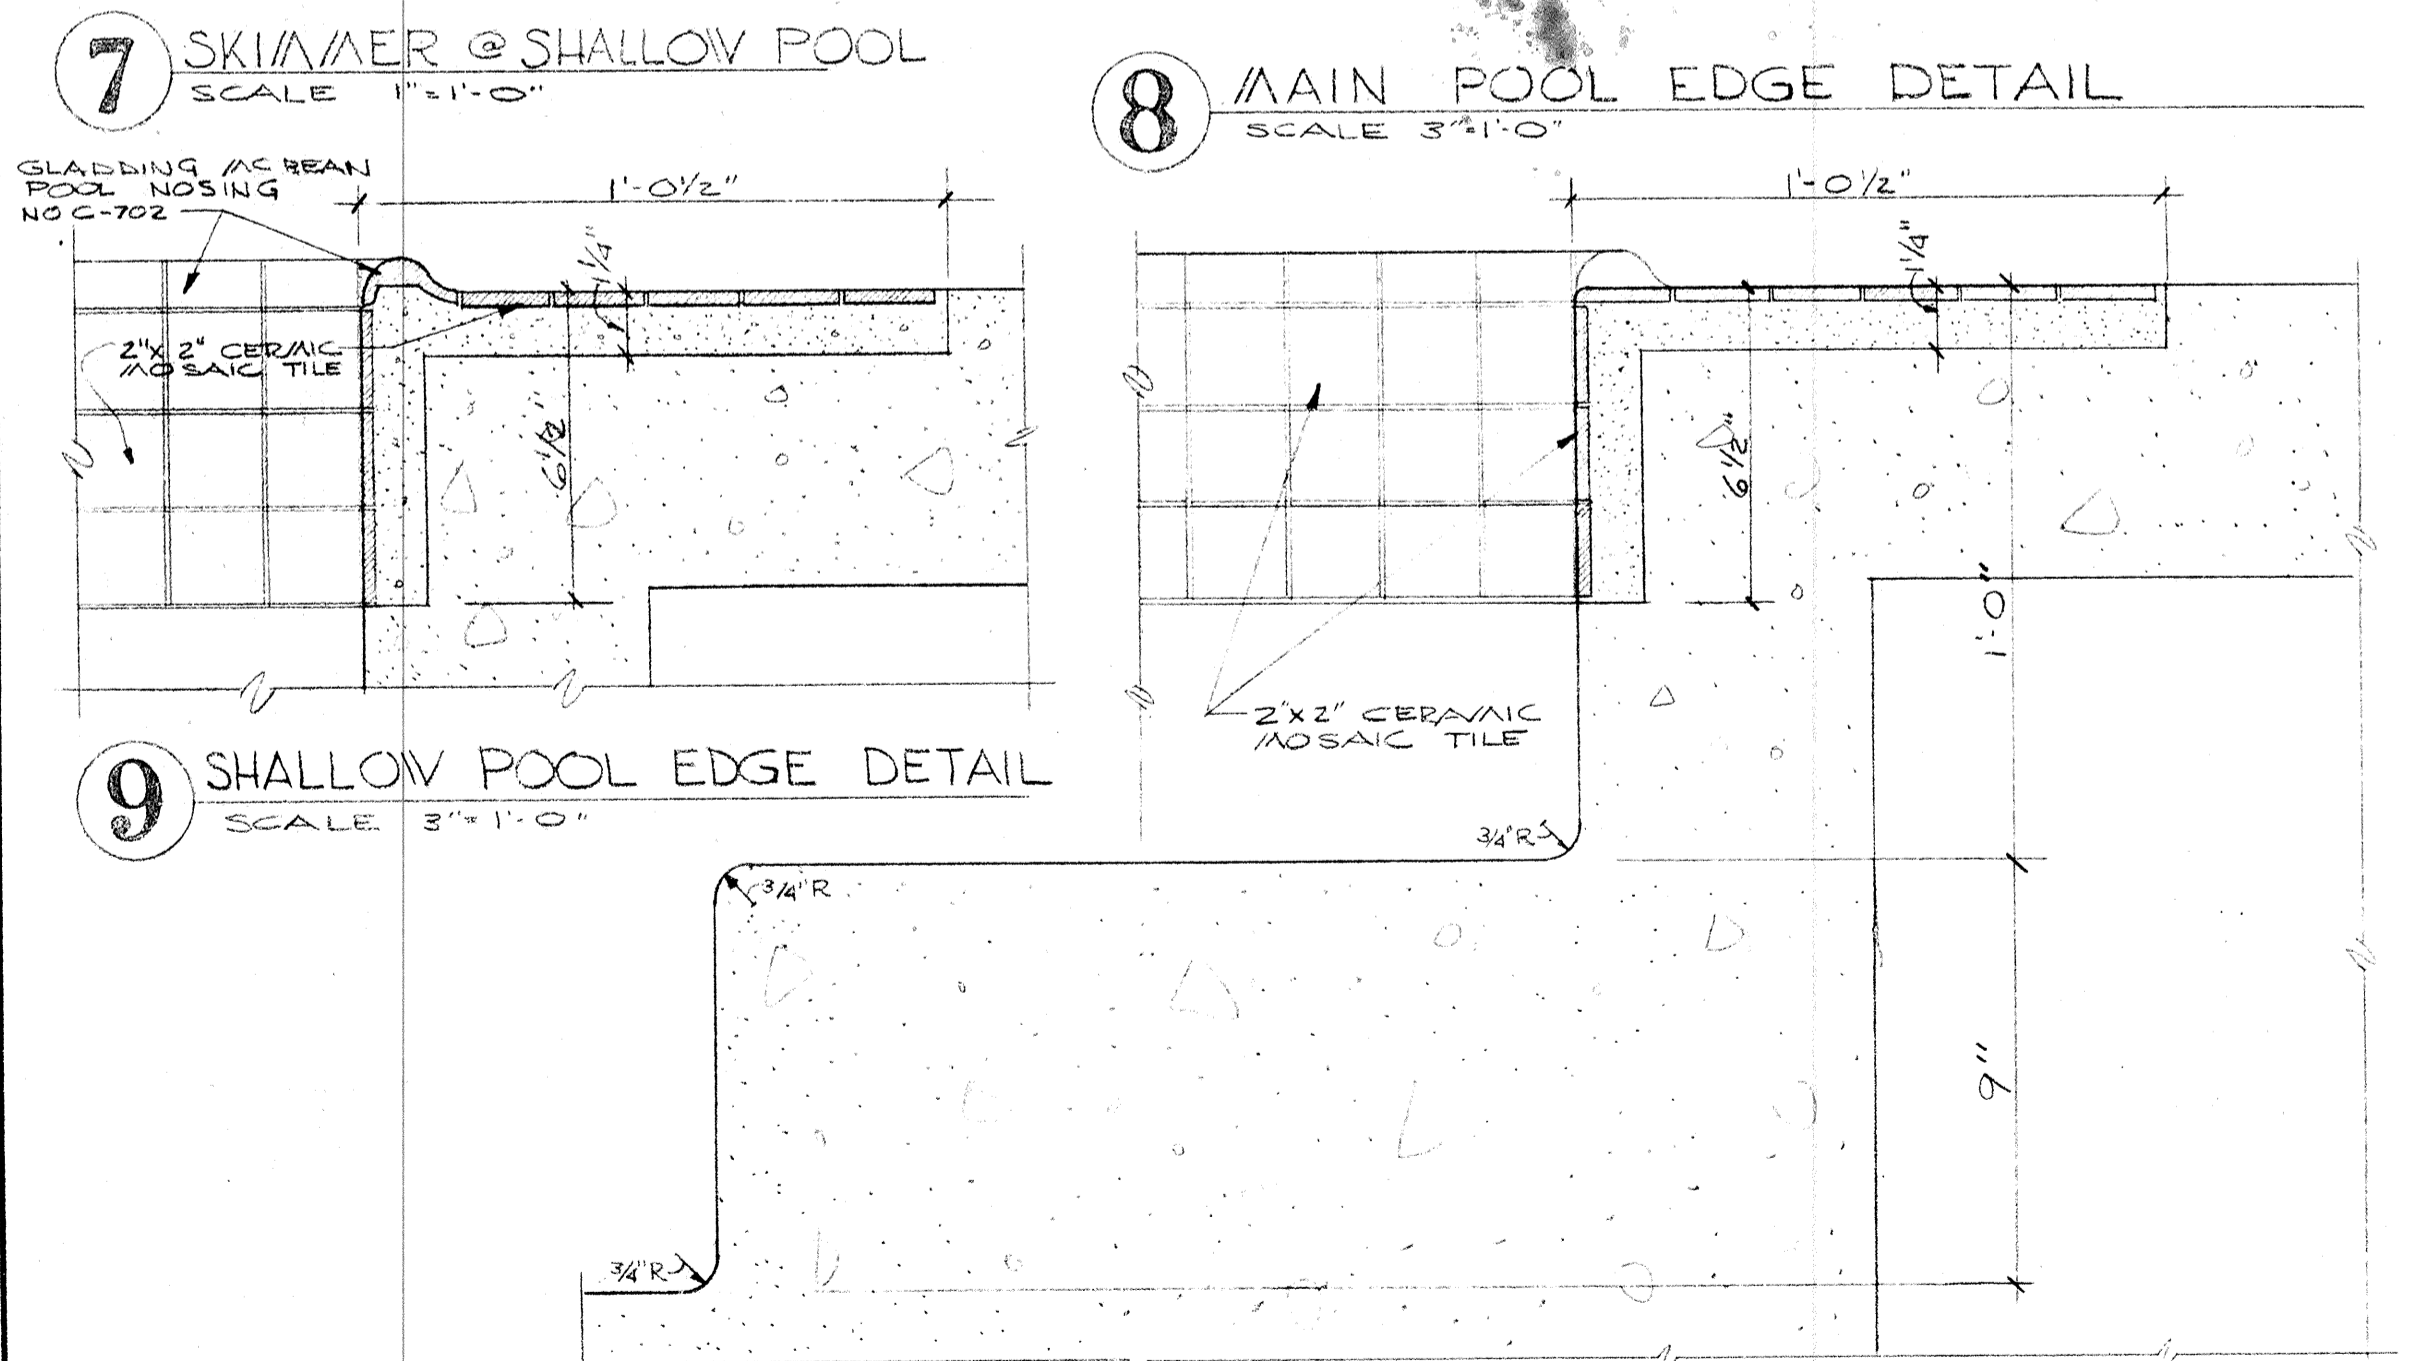 7 SKIMMER @ SHALLOW POOL
SCALE 1"=1'-0"
8 MAIN POOL EDGE DETAIL
SCALE 3"=1'-0"
GLADDING MC BEAN
POOL NOSING
NO C-702
1'-0½"
1¼"
2"X 2" CERMIC
MOSAIC TILE
6½"
1'-0½"
1¼"
6½"
1'-0"
2"X 2" CERAMIC
MOSAIC TILE
9 SHALLOW POOL EDGE DETAIL
SCALE 3"=1'-0"
3/4"R
3/4"R
9"
3/4"R